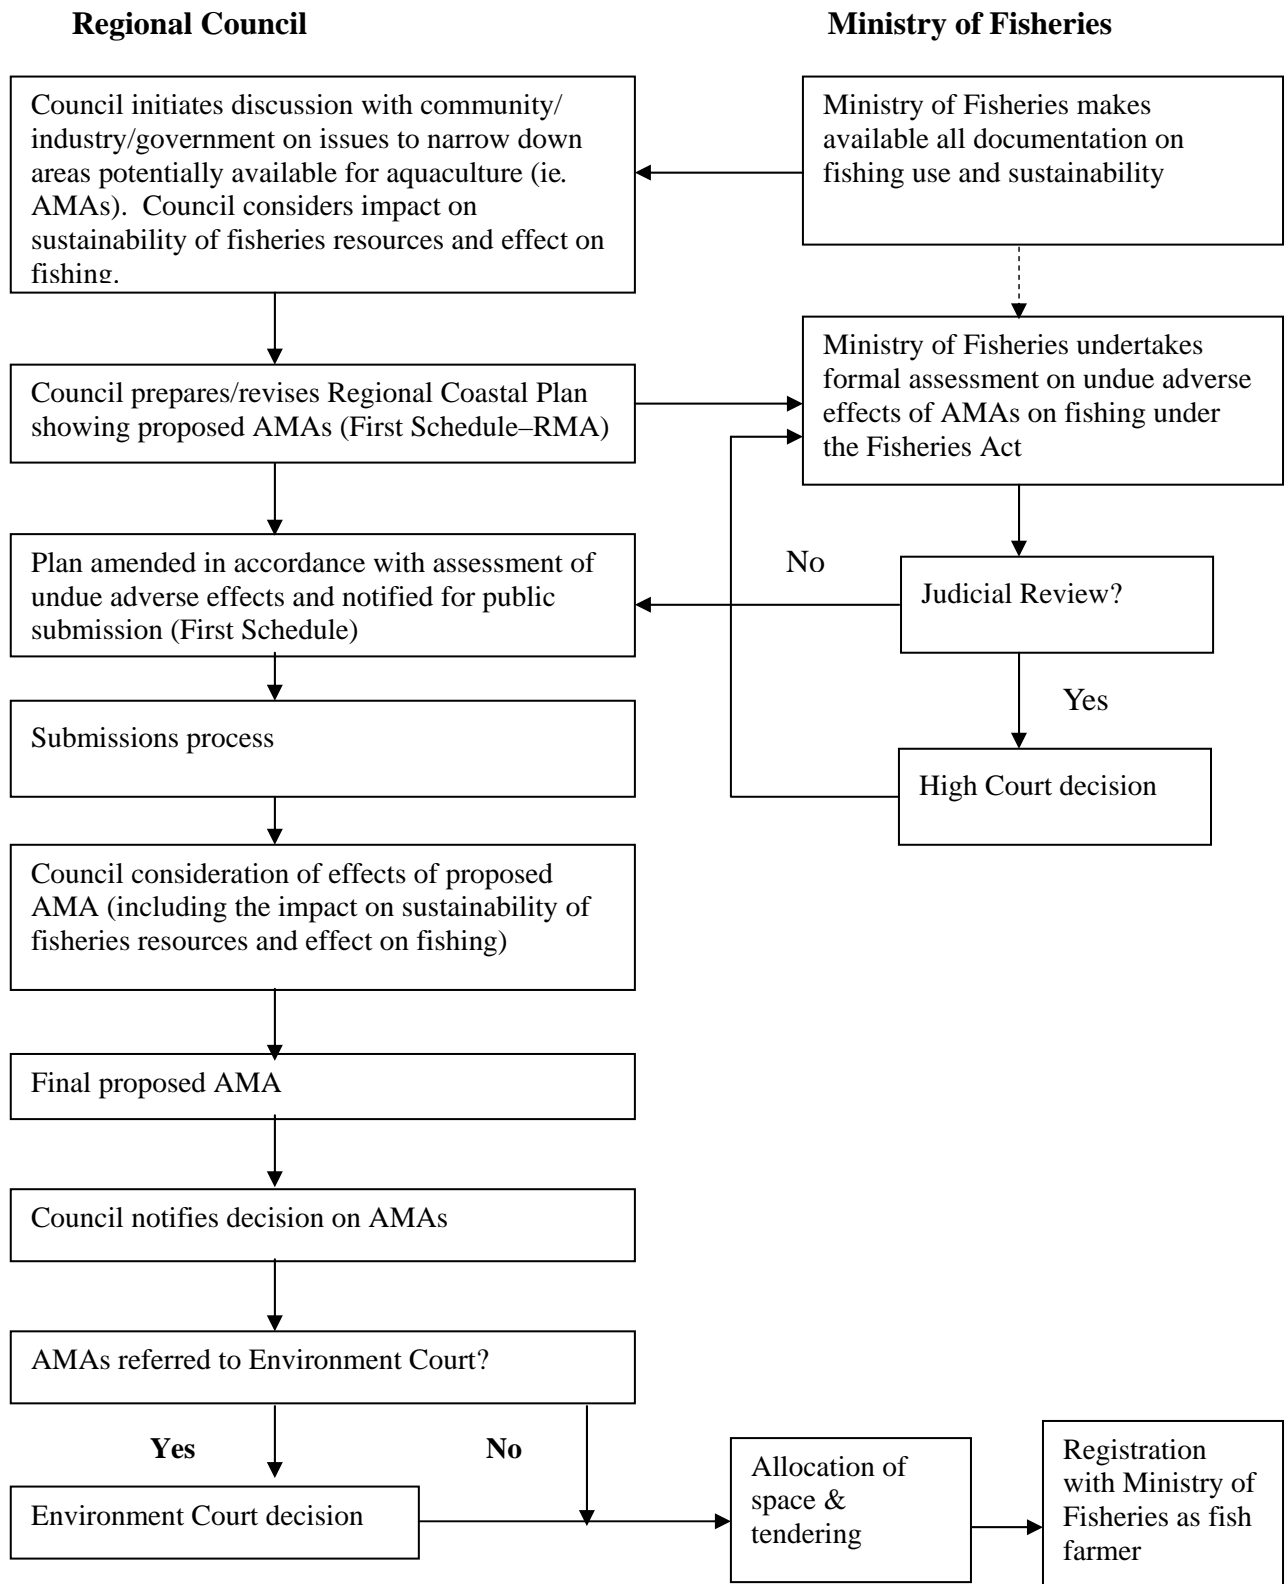 Regional Council
Ministry of Fisheries
Council initiates discussion with community/
industry/government on issues to narrow down
areas potentially available for aquaculture (ie.
AMAs).  Council considers impact on
sustainability of fisheries resources and effect on
fishing.
Ministry of Fisheries makes
available all documentation on
fishing use and sustainability
Council prepares/revises Regional Coastal Plan
showing proposed AMAs (First Schedule–RMA)
Ministry of Fisheries undertakes
formal assessment on undue adverse
effects of AMAs on fishing under
the Fisheries Act
Plan amended in accordance with assessment of
undue adverse effects and notified for public
submission (First Schedule)
No
Judicial Review?
Yes
Submissions process
High Court decision
Council consideration of effects of proposed
AMA (including the impact on sustainability of
fisheries resources and effect on fishing)
Final proposed AMA
Council notifies decision on AMAs
AMAs referred to Environment Court?
Yes
No
Environment Court decision
Allocation of
space &
tendering
Registration
with Ministry of
Fisheries as fish
farmer